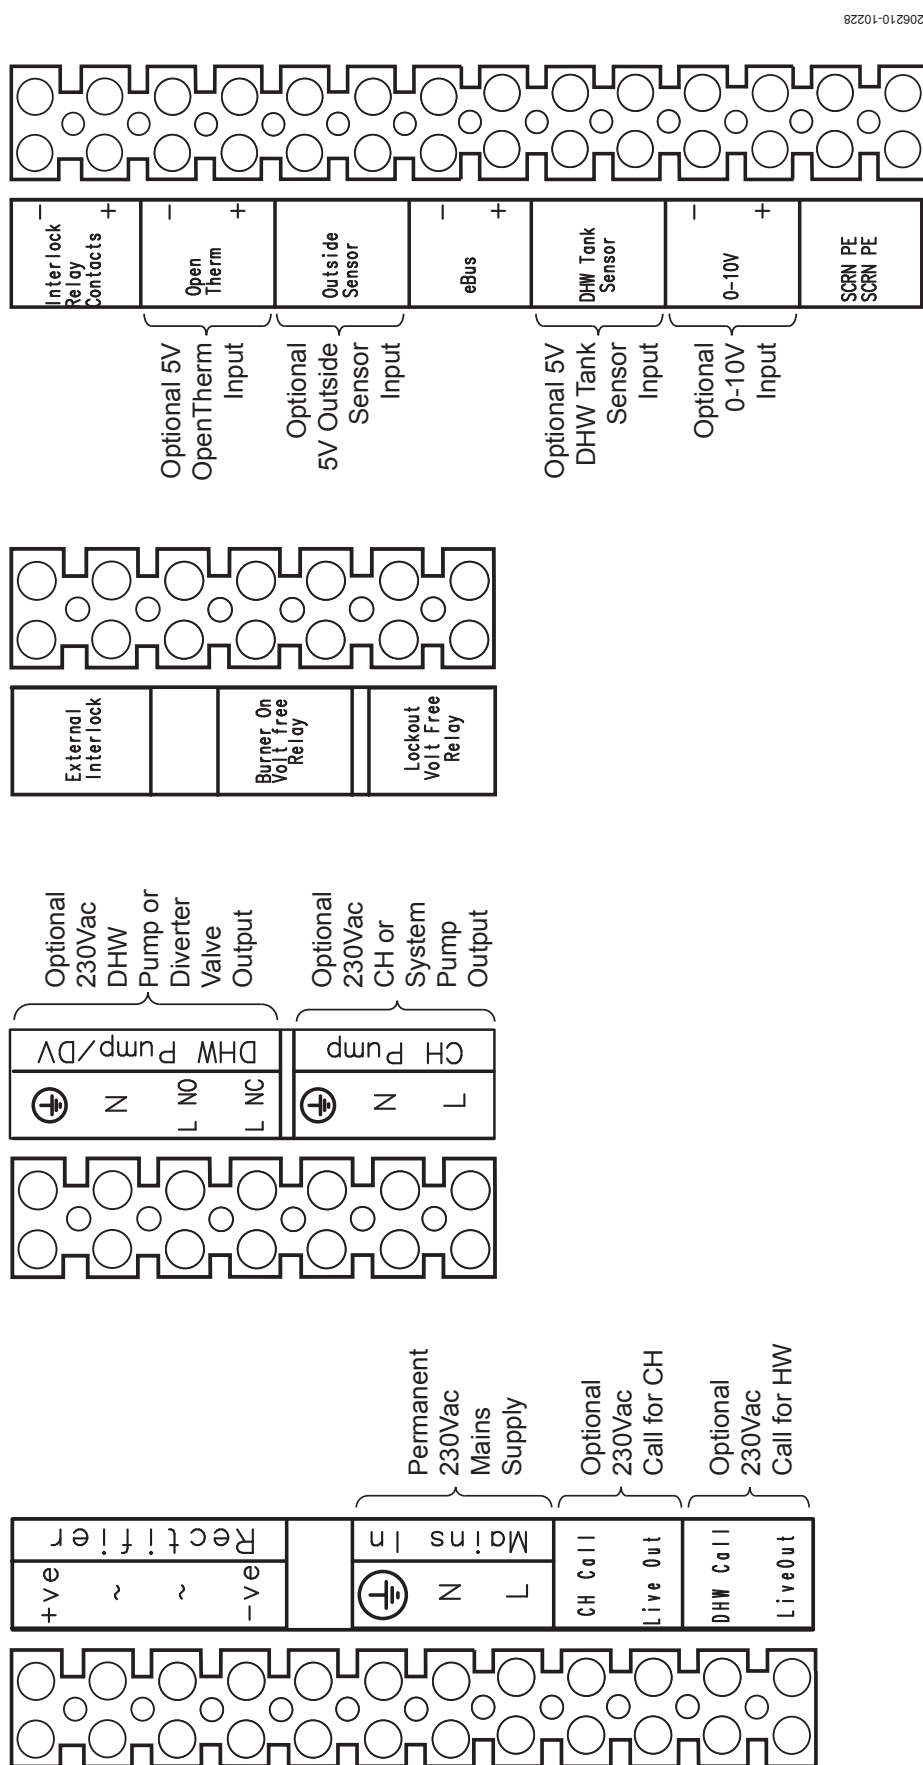 206210-10228
-
+
-
+
-
+
-
+
Interlock
Relay
Contacts
Open
Therm
Outside
Sensor
eBus
DHW Tank
Sensor
0-10V
SCRN PE
SCRN PE
Optional 5V
OpenTherm
Input
Optional
5V Outside
Sensor
Input
Optional 5V
DHW Tank
Sensor
Input
Optional
0-10V
Input
External
Interlock
Burner On
Volt free
Relay
Lockout
Volt Free
Relay
Optional
230Vac
DHW
Pump or
Diverter
Valve
Output
Optional
230Vac
CH or
System
Pump
Output
DHW Pump/DV
CH Pump
N
L NO
L NC
N
L
Permanent
230Vac
Mains
Supply
Optional
230Vac
Call for CH
Optional
230Vac
Call for HW
Rectifier
+ve
~
~
-ve
Mains In
N
L
CH Call
Live Out
DHW Call
LiveOut